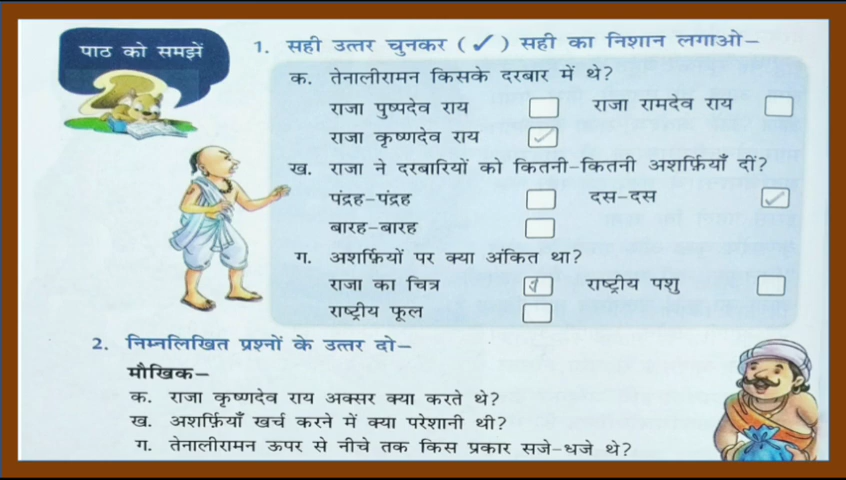 पाठ को समझें
1. सही उत्तर चुनकर (✓) सही का निशान लगाओ–
क. तेनालीरामन किसके दरबार में थे?
राजा पुष्पदेव राय राजा रामदेव राय
राजा कृष्णदेव राय ✓
ख. राजा ने दरबारियों को कितनी-कितनी अशर्फ़ियाँ दीं?
पंद्रह-पंद्रह दस-दस ✓
बारह-बारह
ग. अशर्फ़ियों पर क्या अंकित था?
राजा का चित्र ✓ राष्ट्रीय पशु
राष्ट्रीय फूल
2. निम्नलिखित प्रश्नों के उत्तर दो–
मौखिक–
क. राजा कृष्णदेव राय अक्सर क्या करते थे?
ख. अशर्फ़ियाँ खर्च करने में क्या परेशानी थी?
ग. तेनालीरामन ऊपर से नीचे तक किस प्रकार सजे-धजे थे?